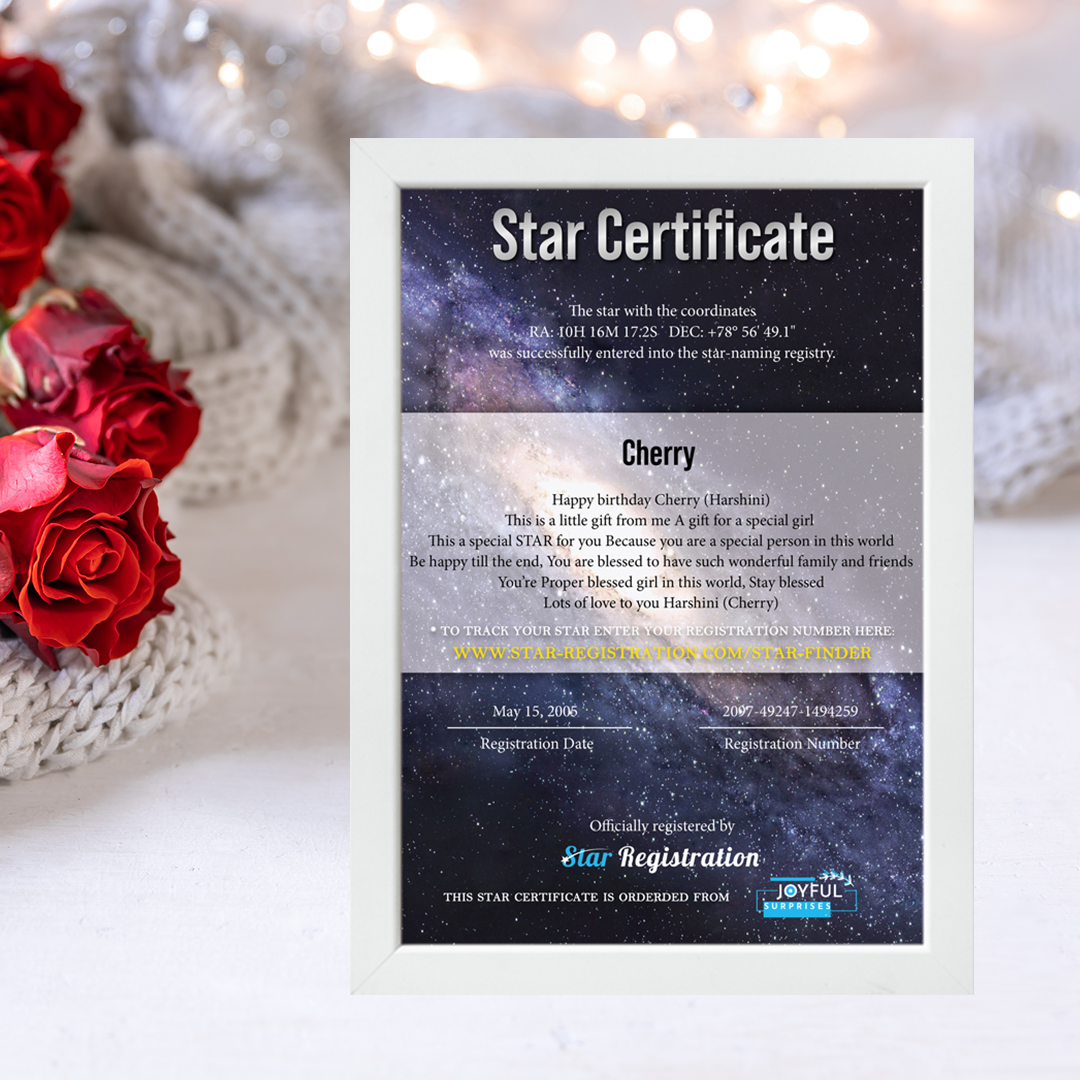 Star Certificate
The star with the coordinates
RA: 10H 16M 17.2S DEC: +78° 56' 49.1"
was successfully entered into the star-naming registry.
Cherry
Happy birthday Cherry (Harshini)
This is a little gift from me A gift for a special girl
This a special STAR for you Because you are a special person in this world
Be happy till the end, You are blessed to have such wonderful family and friends
You're Proper blessed girl in this world, Stay blessed
Lots of love to you Harshini (Cherry)
* TO TRACK YOUR STAR ENTER YOUR REGISTRATION NUMBER HERE:
WWW.STAR-REGISTRATION.COM/STAR-FINDER
May 15, 2005 2097-49247-1494259
Registration Date Registration Number
Officially registered by
Star Registration
THIS STAR CERTIFICATE IS ORDERDED FROM
JOYFUL
SURPRISES